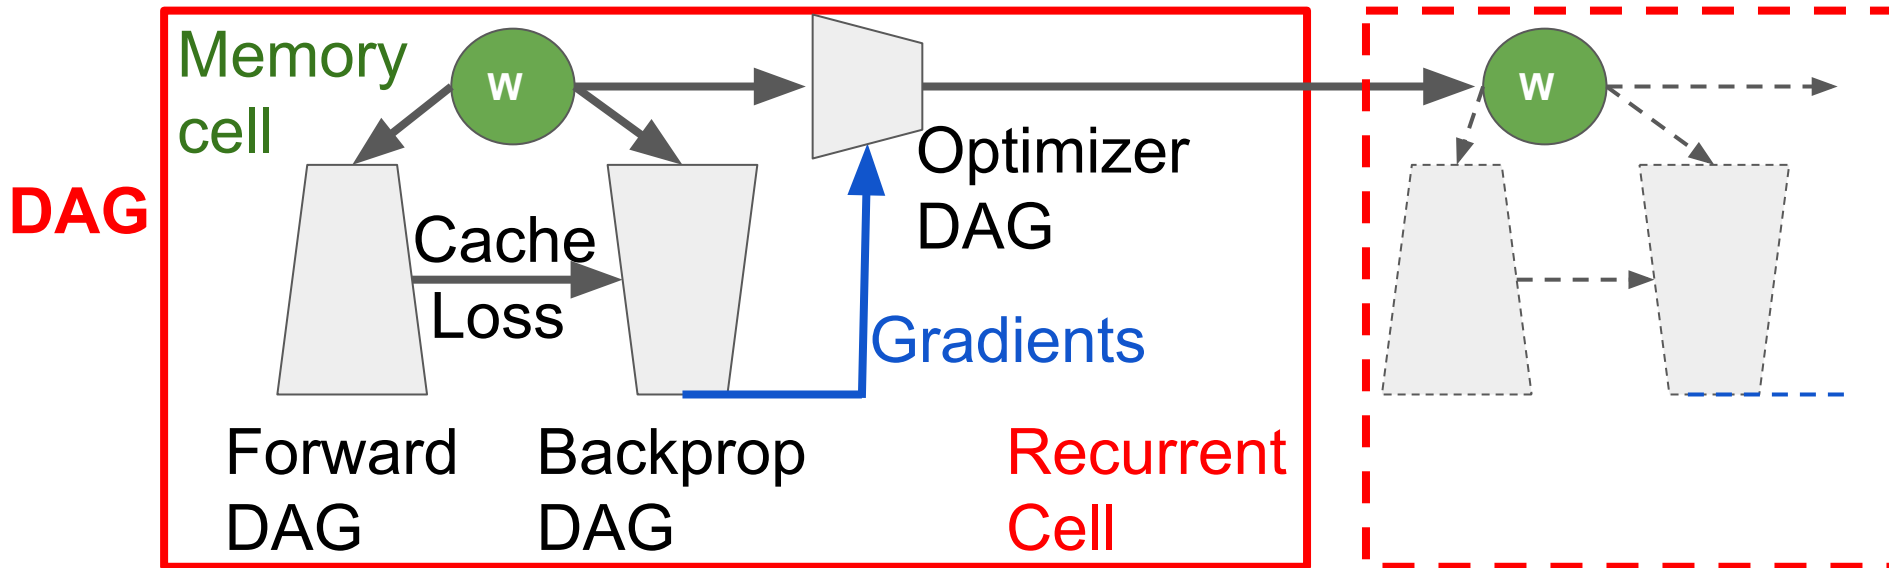 Memory
cell
w
w
Optimizer
DAG
DAG
Cache
Loss
Gradients
Forward
DAG
Backprop
DAG
Recurrent
Cell